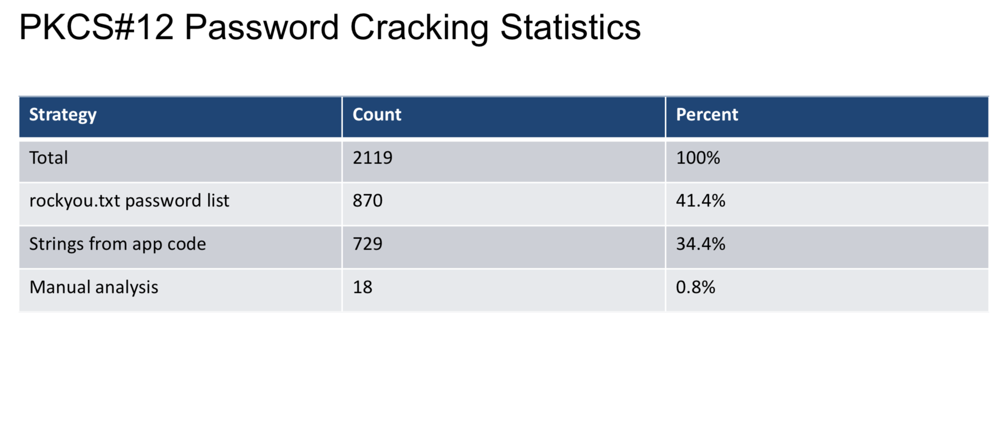 PKCS#12 Password Cracking Statistics
Strategy Count Percent
Total 2119 100%
rockyou.txt password list 870 41.4%
Strings from app code 729 34.4%
Manual analysis 18 0.8%